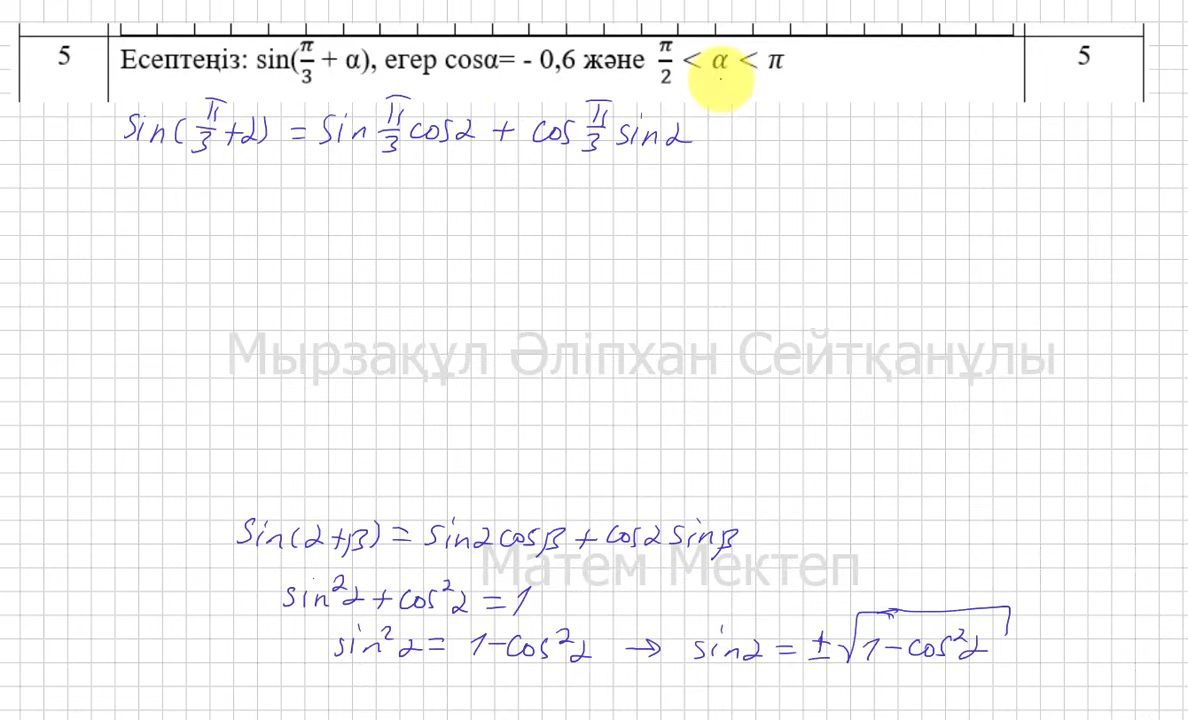 5 Есептеңіз: sin(π/3 + α), егер cosα= - 0,6 және π/2 < α < π 5
sin(π/3+α) = sin π/3 cosα + cos π/3 sinα
Мырзақұл Әліпхан Сейтқанұлы
sin(α+β) = sinα cosβ + cosα sinβ
Матем Мектеп
sin²α + cos²α = 1
sin²α = 1-cos²α → sinα = ±√1-cos²α